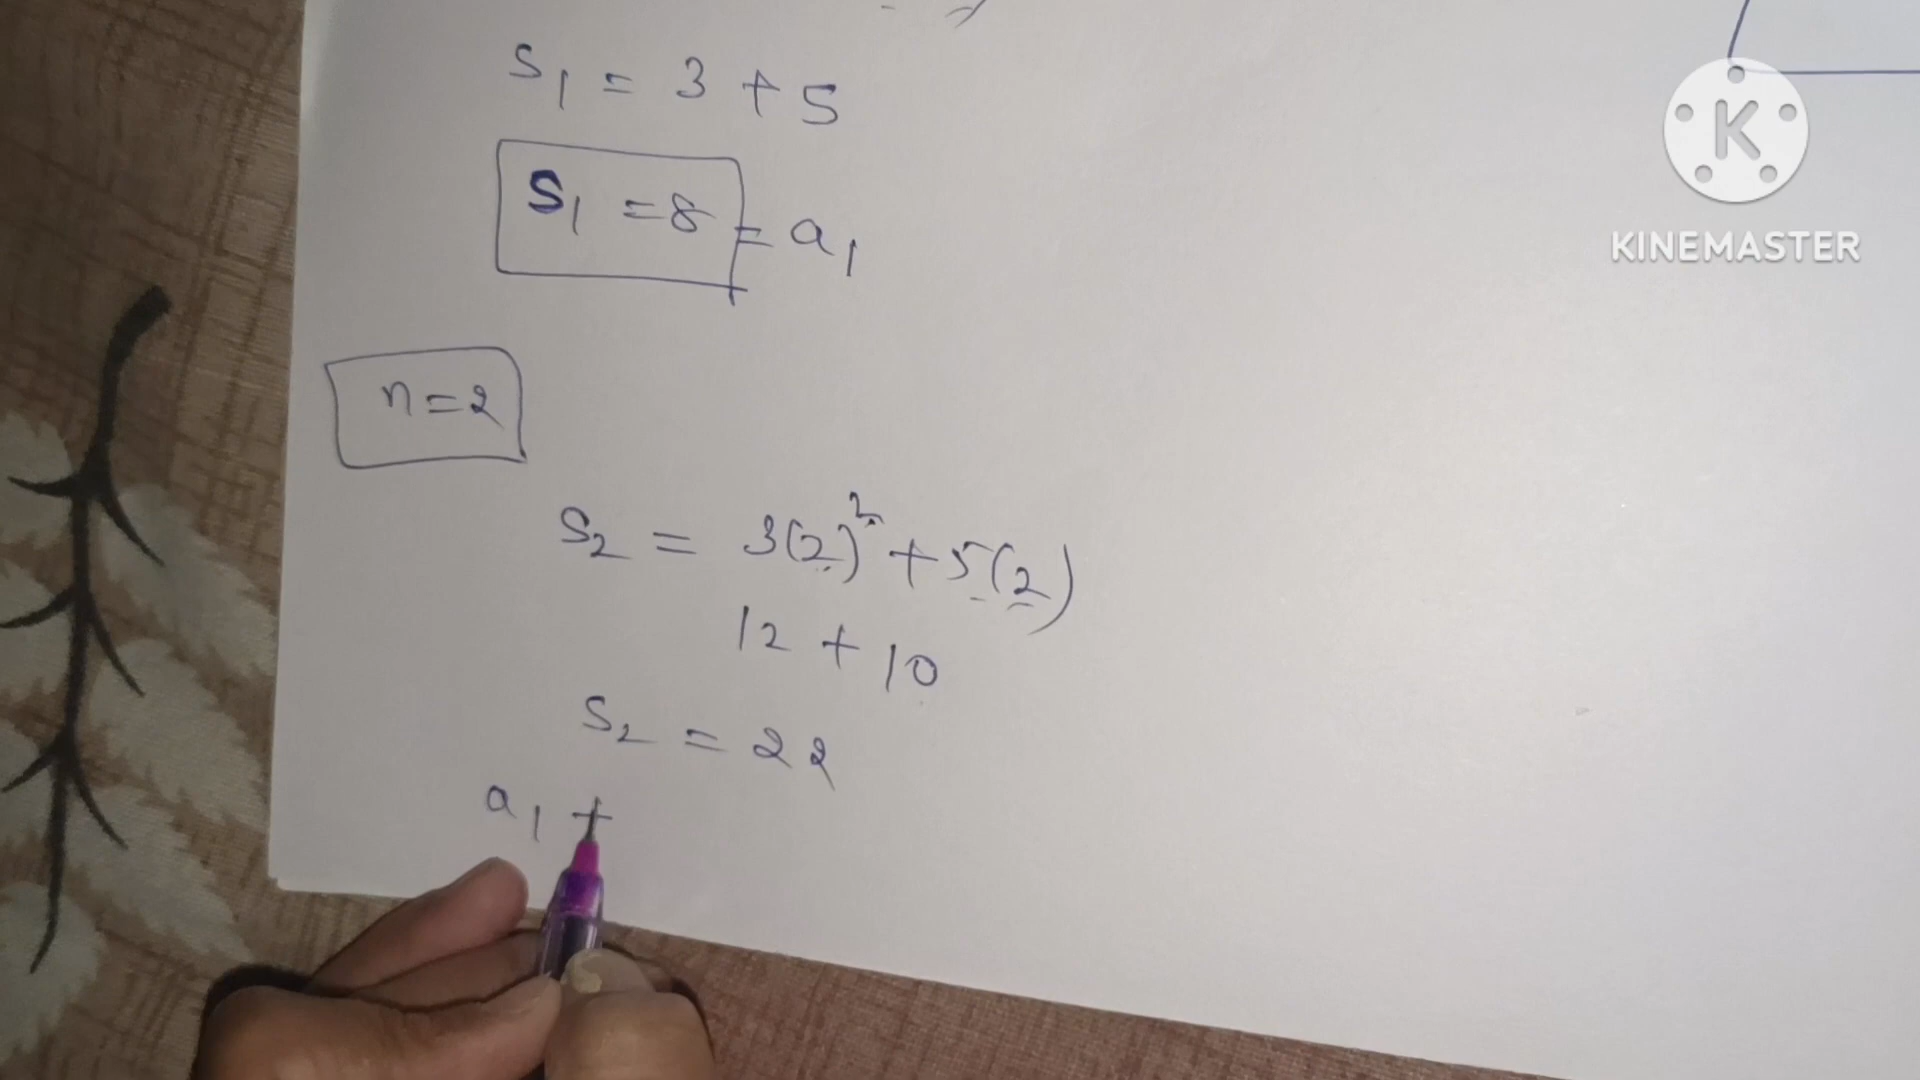 S₁ = 3 + 5
S₁ = 8 = a₁
n = 2
S₂ = 3(2)² + 5(2)
12 + 10
S₂ = 22
a₁ +
K
KINEMASTER